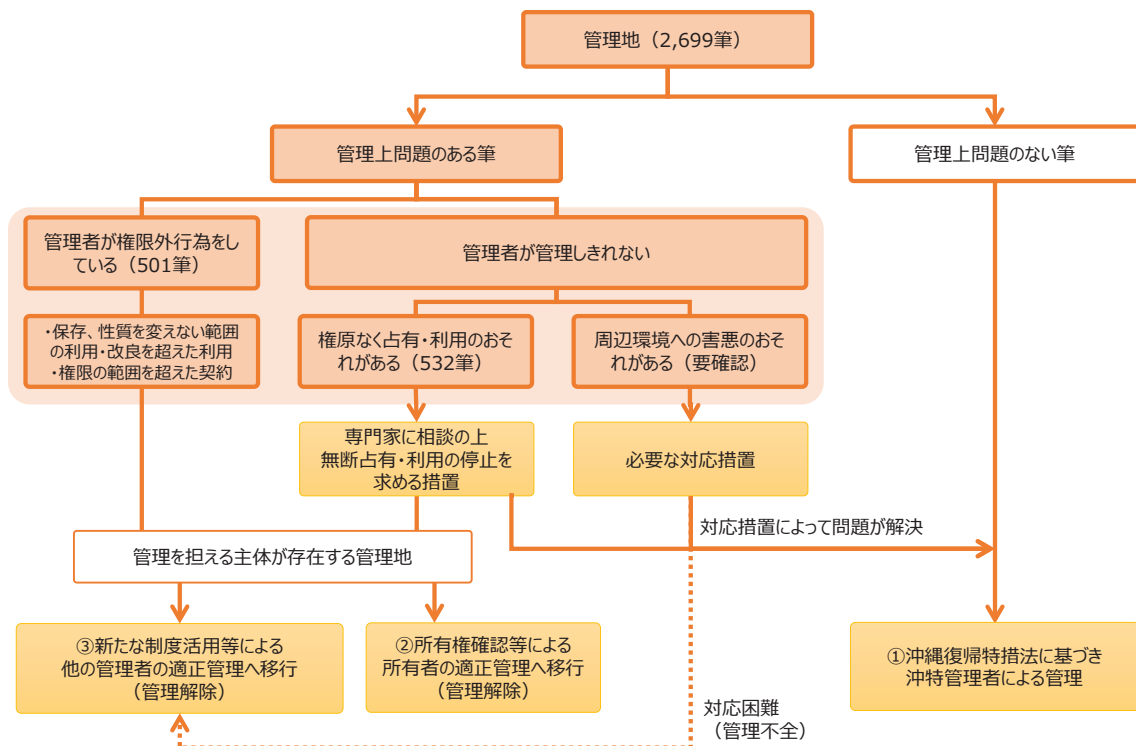 管理地（2,699筆）
管理上問題のある筆
管理上問題のない筆
管理者が権限外行為をし
ている（501筆）
管理者が管理しきれない
・保存、性質を変えない範囲
の利用・改良を超えた利用
・権限の範囲を超えた契約
権原なく占有・利用のおそ
れがある（532筆）
周辺環境への害悪のおそ
れがある（要確認）
専門家に相談の上
無断占有・利用の停止を
求める措置
必要な対応措置
対応措置によって問題が解決
管理を担える主体が存在する管理地
③新たな制度活用等による
他の管理者の適正管理へ移行
（管理解除）
②所有権確認等による
所有者の適正管理へ移行
（管理解除）
①沖縄復帰特措法に基づき
沖特管理者による管理
対応困難
（管理不全）